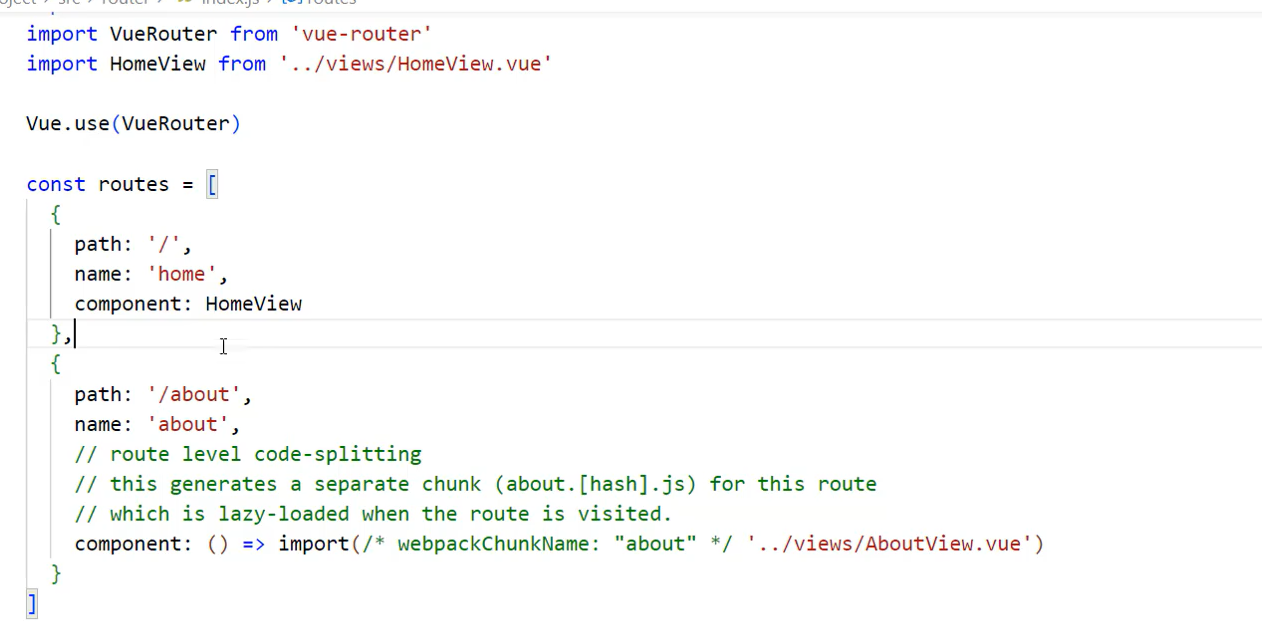 src > router > index.js > routes
import VueRouter from 'vue-router'
import HomeView from '../views/HomeView.vue'
Vue.use(VueRouter)
const routes = [
{
path: '/',
name: 'home',
component: HomeView
},
{
path: '/about',
name: 'about',
// route level code-splitting
// this generates a separate chunk (about.[hash].js) for this route
// which is lazy-loaded when the route is visited.
component: () => import(/* webpackChunkName: "about" */ '../views/AboutView.vue')
}
]